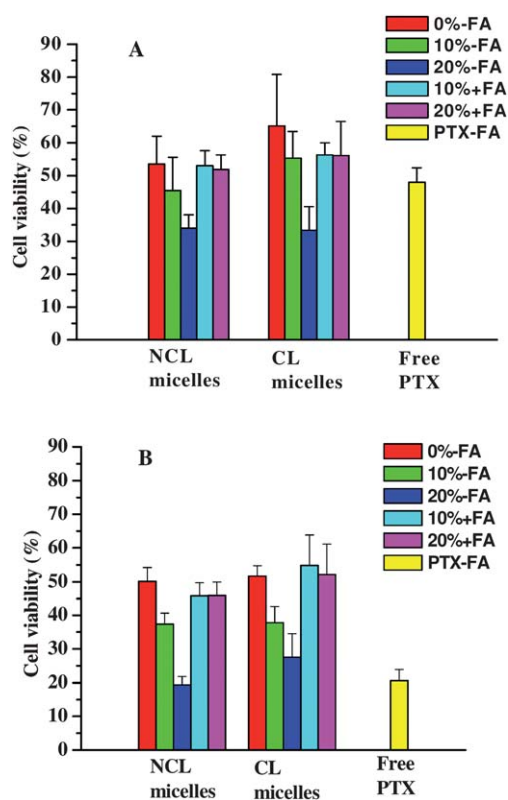 A
0%-FA
10%-FA
20%-FA
10%+FA
20%+FA
PTX-FA
Cell viability (%)
90
80
70
60
50
40
30
20
10
0
NCL
micelles
CL
micelles
Free
PTX
B
0%-FA
10%-FA
20%-FA
10%+FA
20%+FA
PTX-FA
Cell viability (%)
90
80
70
60
50
40
30
20
10
0
NCL
micelles
CL
micelles
Free
PTX